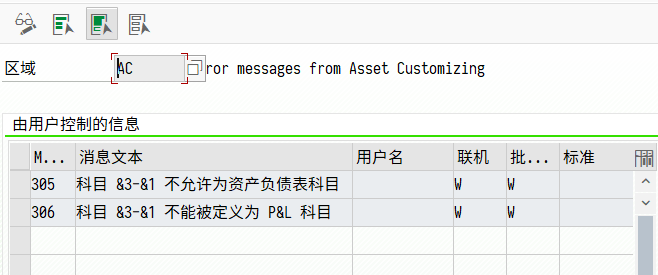 区域 AC ror messages from Asset Customizing
由用户控制的信息
M... 消息文本 用户名 联机 批... 标准
305 科目 &3-&1 不允许为资产负债表科目 W W
306 科目 &3-&1 不能被定义为 P&L 科目 W W